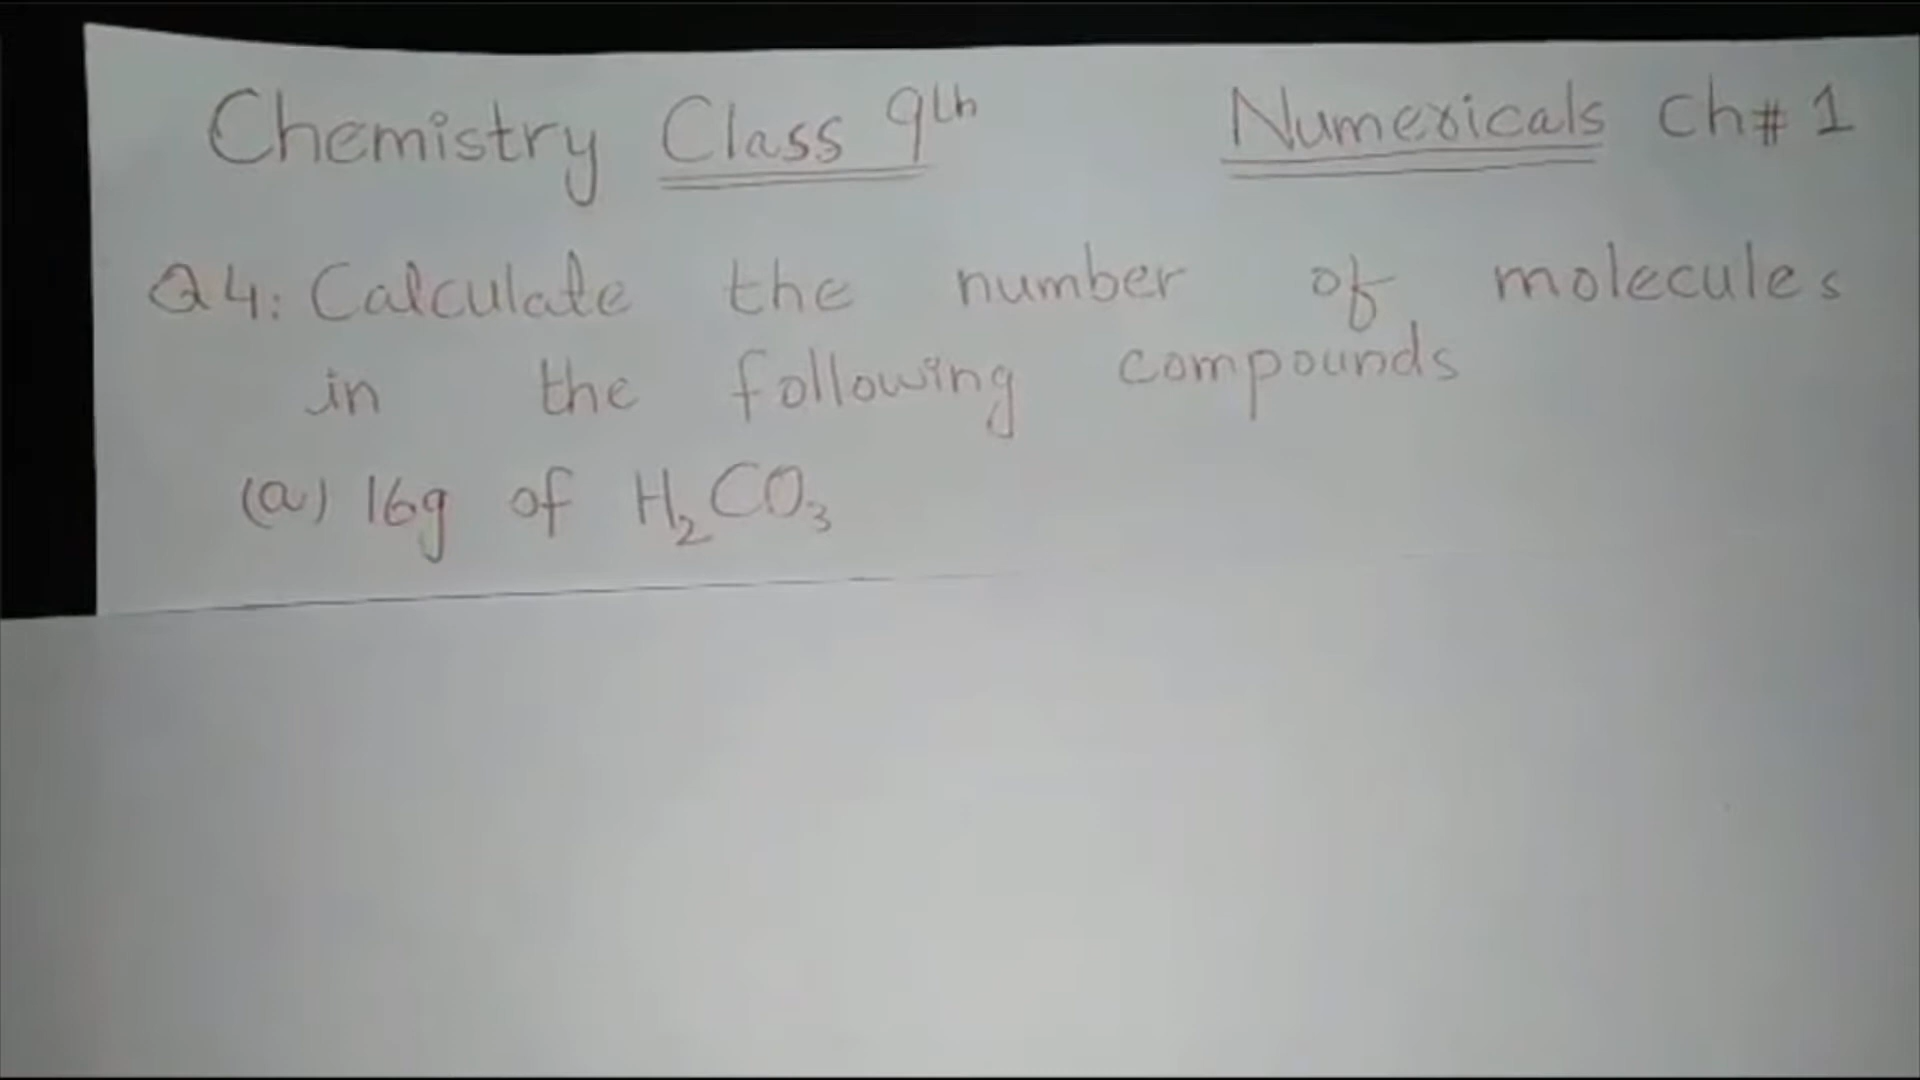 Chemistry Class 9th Numericals Ch# 1
Q4: Calculate the number of molecules
in the following compounds
(a) 16g of H₂CO₃